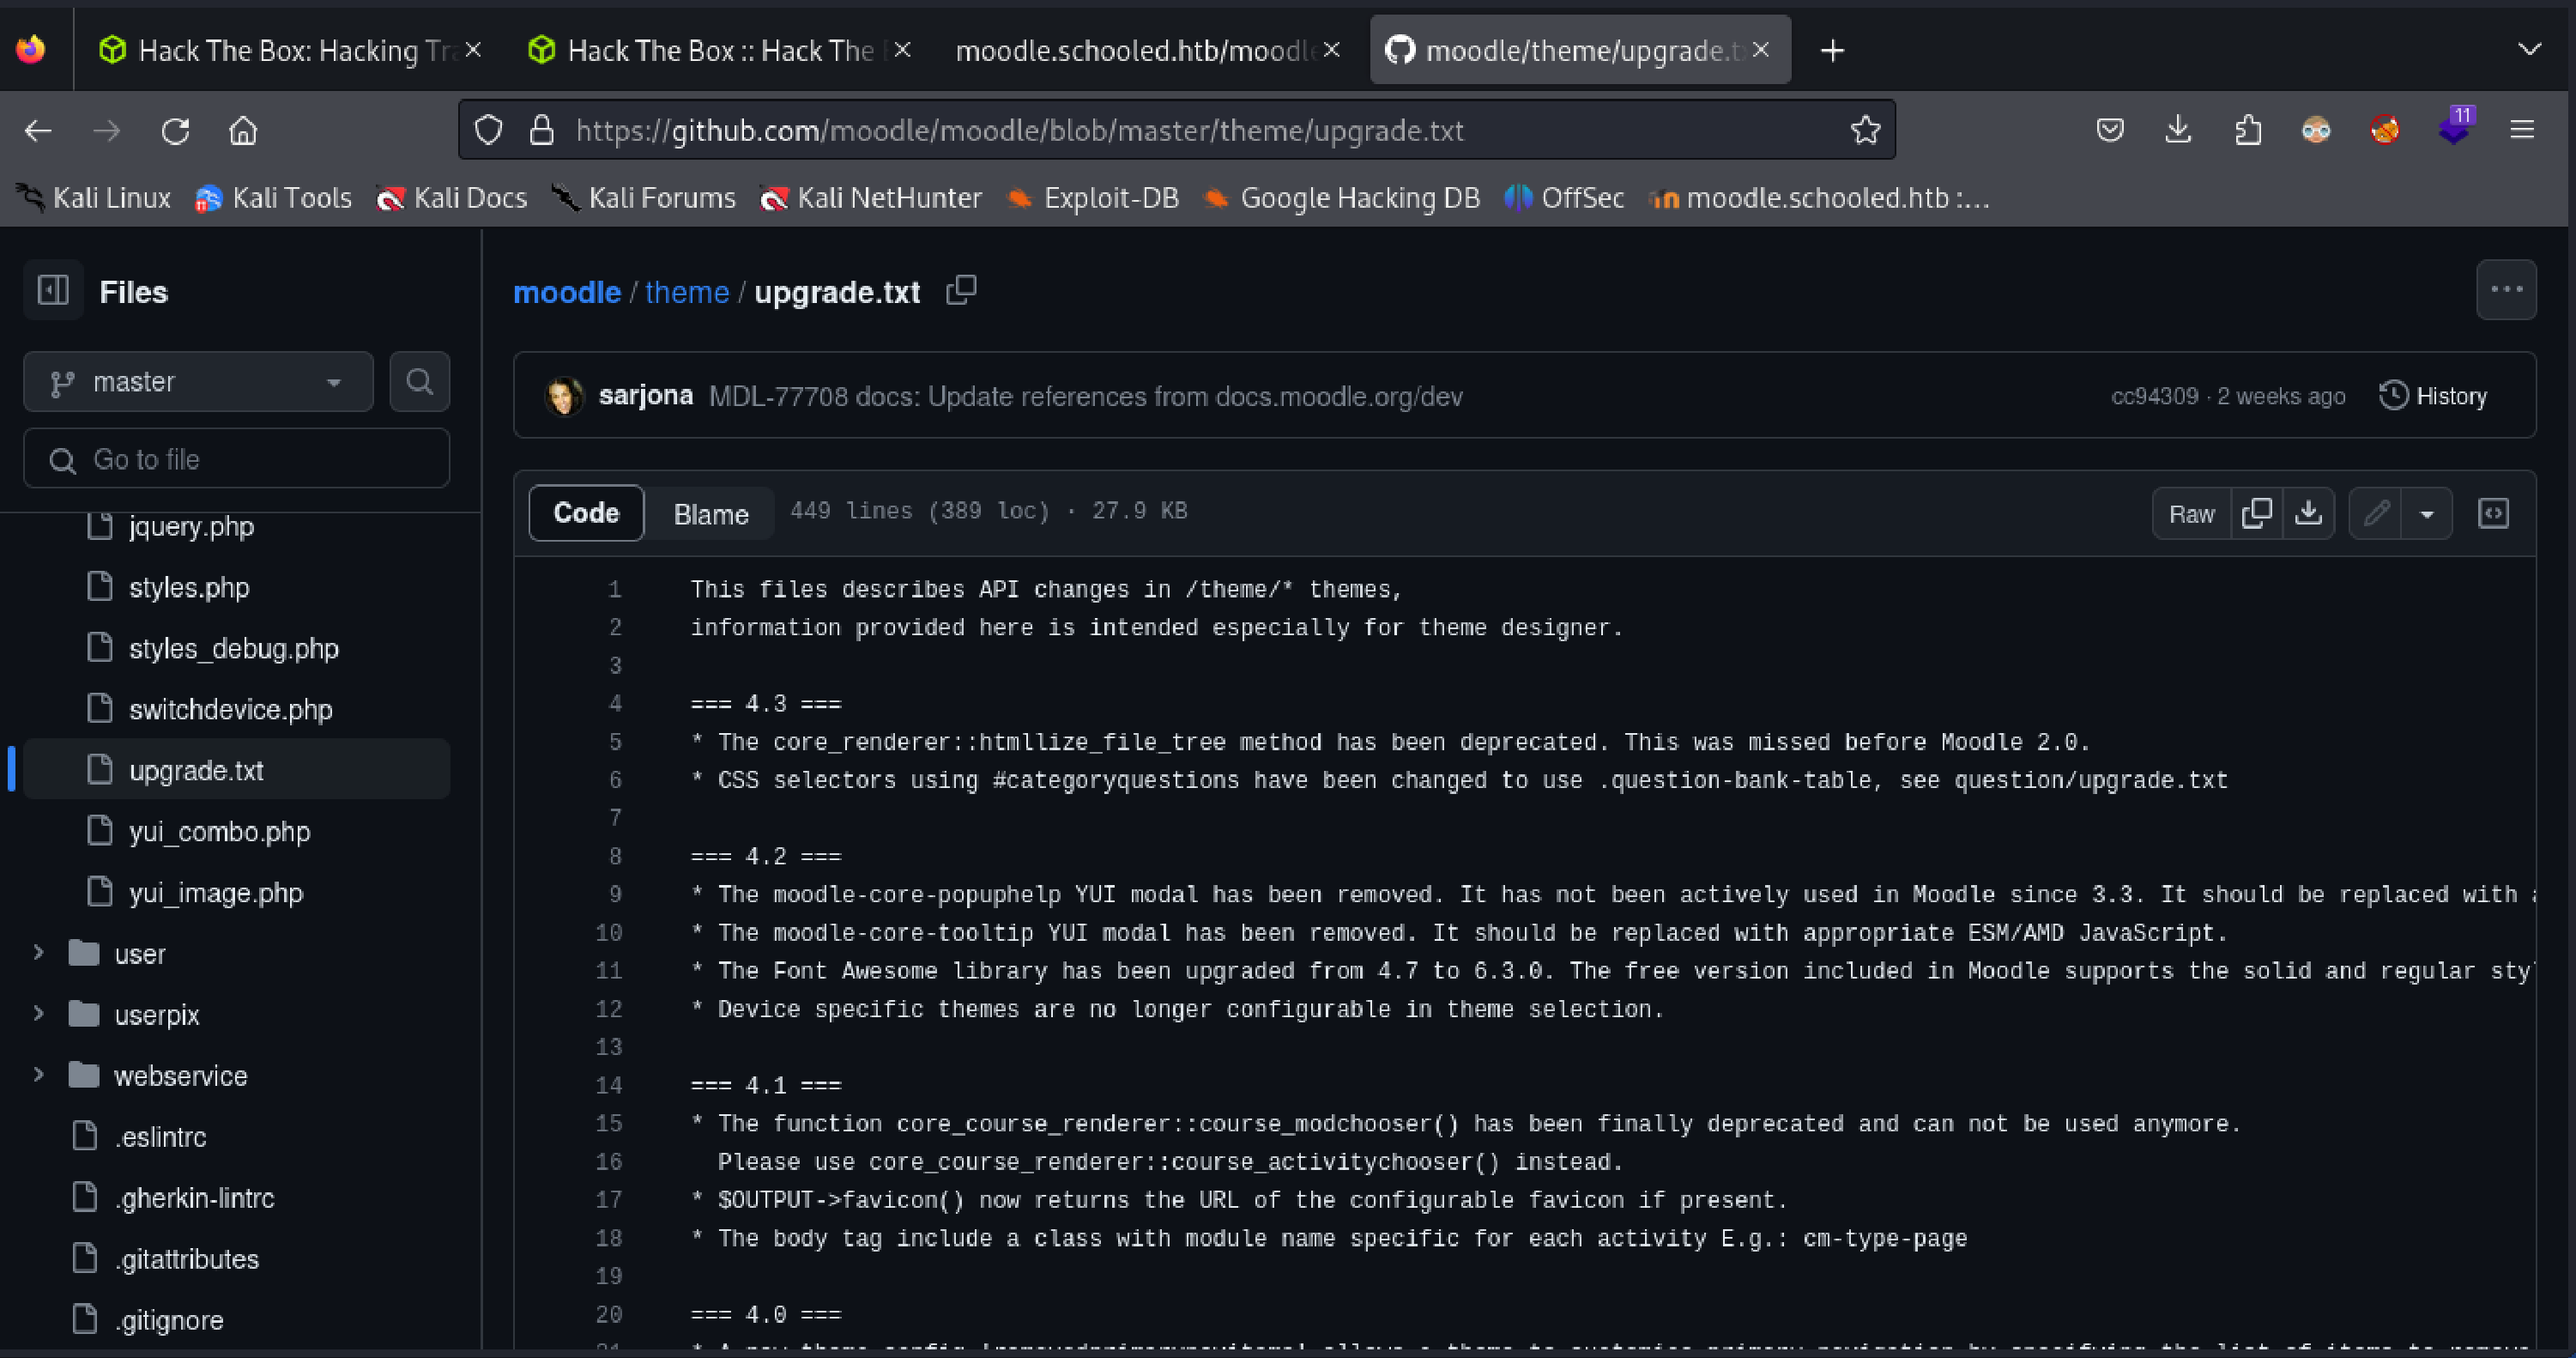 Hack The Box: Hacking Tra
Hack The Box :: Hack The
moodle.schooled.htb/moodle
moodle/theme/upgrade.t
https://github.com/moodle/moodle/blob/master/theme/upgrade.txt
11
Kali Linux
Kali Tools
Kali Docs
Kali Forums
Kali NetHunter
Exploit-DB
Google Hacking DB
OffSec
moodle.schooled.htb :...
Files
moodle / theme / upgrade.txt
master
sarjona MDL-77708 docs: Update references from docs.moodle.org/dev
cc94309 · 2 weeks ago
History
Go to file
Code
Blame
449 lines (389 loc) · 27.9 KB
Raw
jquery.php
styles.php
styles_debug.php
switchdevice.php
upgrade.txt
yui_combo.php
yui_image.php
user
userpix
webservice
.eslintrc
.gherkin-lintrc
.gitattributes
.gitignore
1 This files describes API changes in /theme/* themes,
2 information provided here is intended especially for theme designer.
3
4 === 4.3 ===
5 * The core_renderer::htmllize_file_tree method has been deprecated. This was missed before Moodle 2.0.
6 * CSS selectors using #categoryquestions have been changed to use .question-bank-table, see question/upgrade.txt
7
8 === 4.2 ===
9 * The moodle-core-popuphelp YUI modal has been removed. It has not been actively used in Moodle since 3.3. It should be replaced with
10 * The moodle-core-tooltip YUI modal has been removed. It should be replaced with appropriate ESM/AMD JavaScript.
11 * The Font Awesome library has been upgraded from 4.7 to 6.3.0. The free version included in Moodle supports the solid and regular sty
12 * Device specific themes are no longer configurable in theme selection.
13
14 === 4.1 ===
15 * The function core_course_renderer::course_modchooser() has been finally deprecated and can not be used anymore.
16 Please use core_course_renderer::course_activitychooser() instead.
17 * $OUTPUT->favicon() now returns the URL of the configurable favicon if present.
18 * The body tag include a class with module name specific for each activity E.g.: cm-type-page
19
20 === 4.0 ===